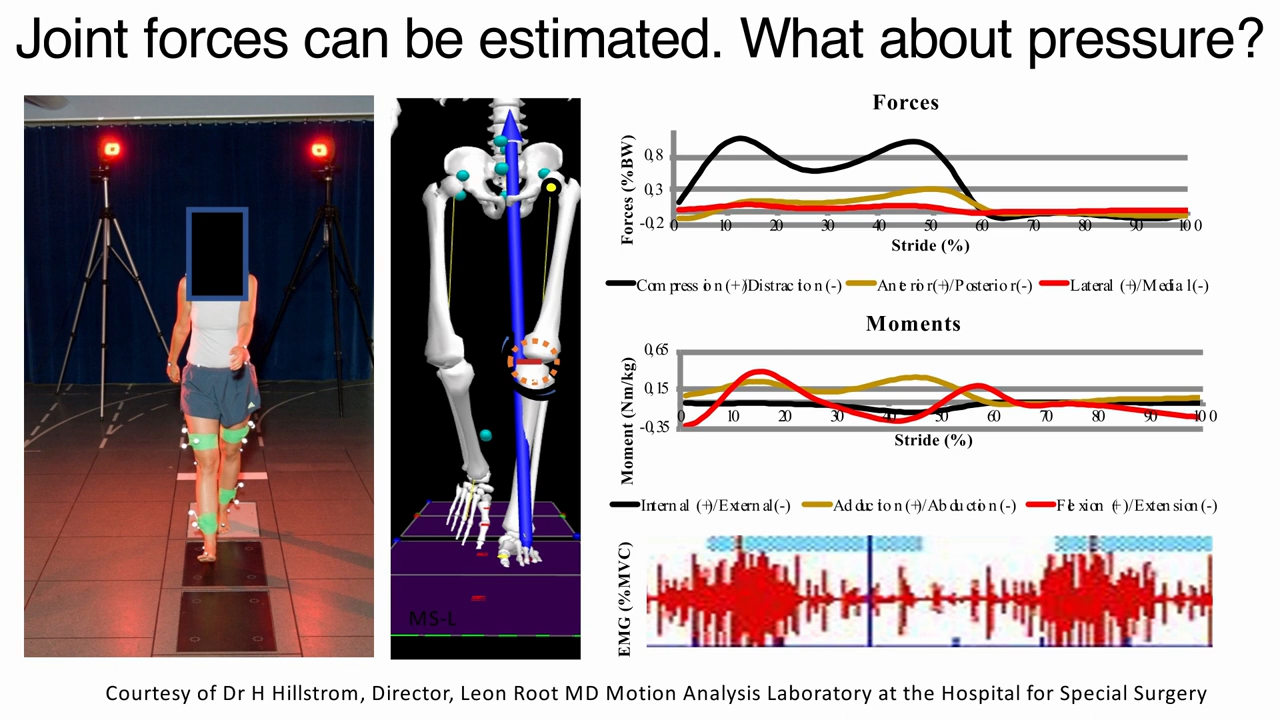 Joint forces can be estimated. What about pressure?
Forces
Forces (%BW)
0.8
0.3
-0.2
0 10 20 30 40 50 60 70 80 90 100
Stride (%)
Compression(+)/Distraction(-) Anterior(+)/Posterior(-) Lateral (+)/Medial(-)
Moments
Moment (Nm/kg)
0.65
0.15
-0.35
0 10 20 30 40 50 60 70 80 90 100
Stride (%)
Internal (+)/External(-) Adduction (+)/Abduction (-) Flexion (+)/Extension (-)
EMG (%MVC)
MS-L
Courtesy of Dr H Hillstrom, Director, Leon Root MD Motion Analysis Laboratory at the Hospital for Special Surgery